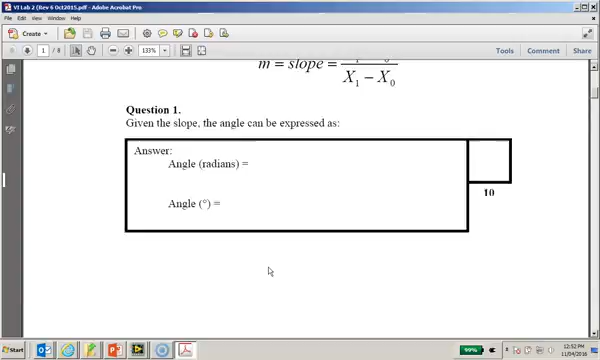 VI Lab 2 (Rev 6 Oct2015).pdf - Adobe Acrobat Pro
File Edit View Window Help
Create
1 / 8 133% Tools Comment Share
m = slope = X₁ − X₀
Question 1.
Given the slope, the angle can be expressed as:
Answer:
Angle (radians) =
Angle (°) =
10
Start 99% 12:52 PM
11/04/2016